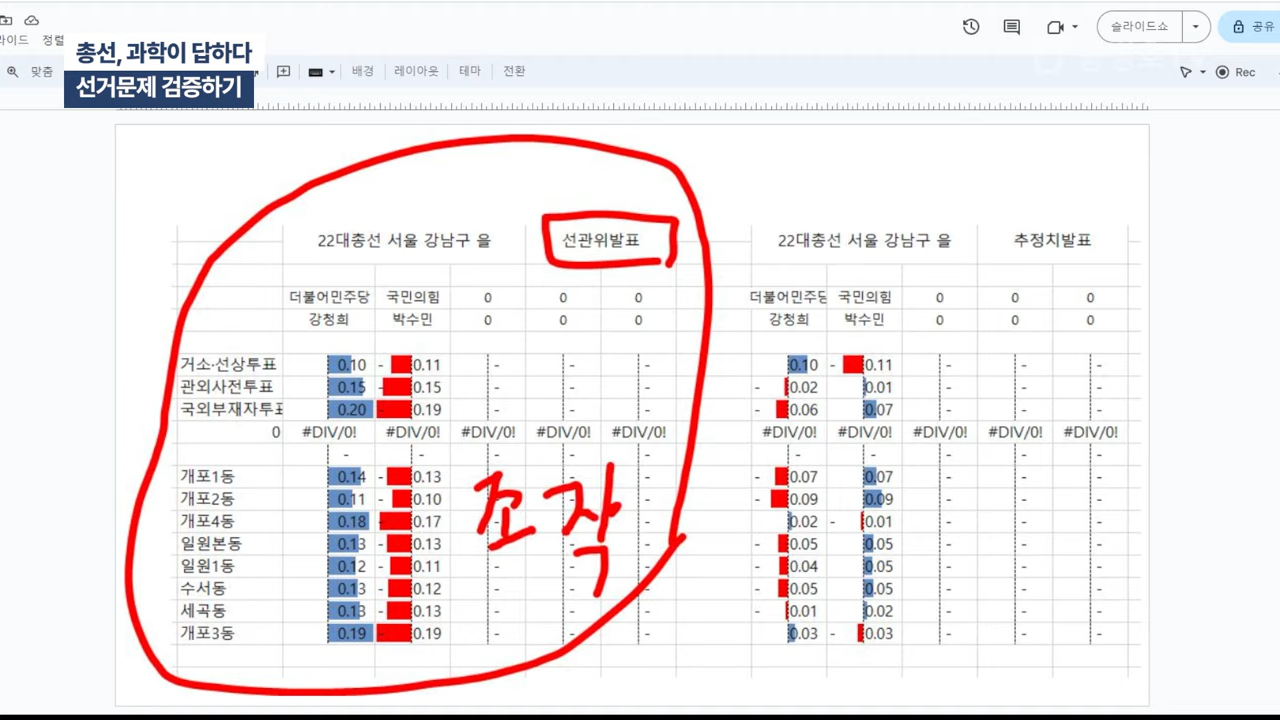 라이드 정렬
총선, 과학이 답하다
선거문제 검증하기
슬라이드쇼
공유
맞춤
배경 레이아웃 테마 전환
Rec
22대총선 서울 강남구 을 선관위발표 22대총선 서울 강남구 을 추정치발표
더불어민주당 국민의힘 0 0 0 더불어민주당 국민의힘 0 0 0
강청희 박수민 0 0 0 강청희 박수민 0 0 0
거소·선상투표 0.10 - 0.11 - - - 0.10 - 0.11 - - -
관외사전투표 0.15 - 0.15 - - - - 0.02 0.01 - - -
국외부재자투표 0.20 - 0.19 - - - - 0.06 0.07 - - -
0 #DIV/0! #DIV/0! #DIV/0! #DIV/0! #DIV/0! #DIV/0! #DIV/0! #DIV/0! #DIV/0! #DIV/0!
- - - - - - - - - -
개포1동 0.14 - 0.13 - - - - 0.07 0.07 - - -
개포2동 0.11 - 0.10 - - - - 0.09 0.09 - - -
개포4동 0.18 - 0.17 - - - 0.02 - 0.01 - - -
일원본동 0.13 - 0.13 - - - - 0.05 0.05 - - -
일원1동 0.12 - 0.11 - - - - 0.04 0.05 - - -
수서동 0.13 - 0.12 - - - - 0.05 0.05 - - -
세곡동 0.13 - 0.13 - - - - 0.01 0.02 - - -
개포3동 0.19 - 0.19 - - - 0.03 - 0.03 - - -
조작